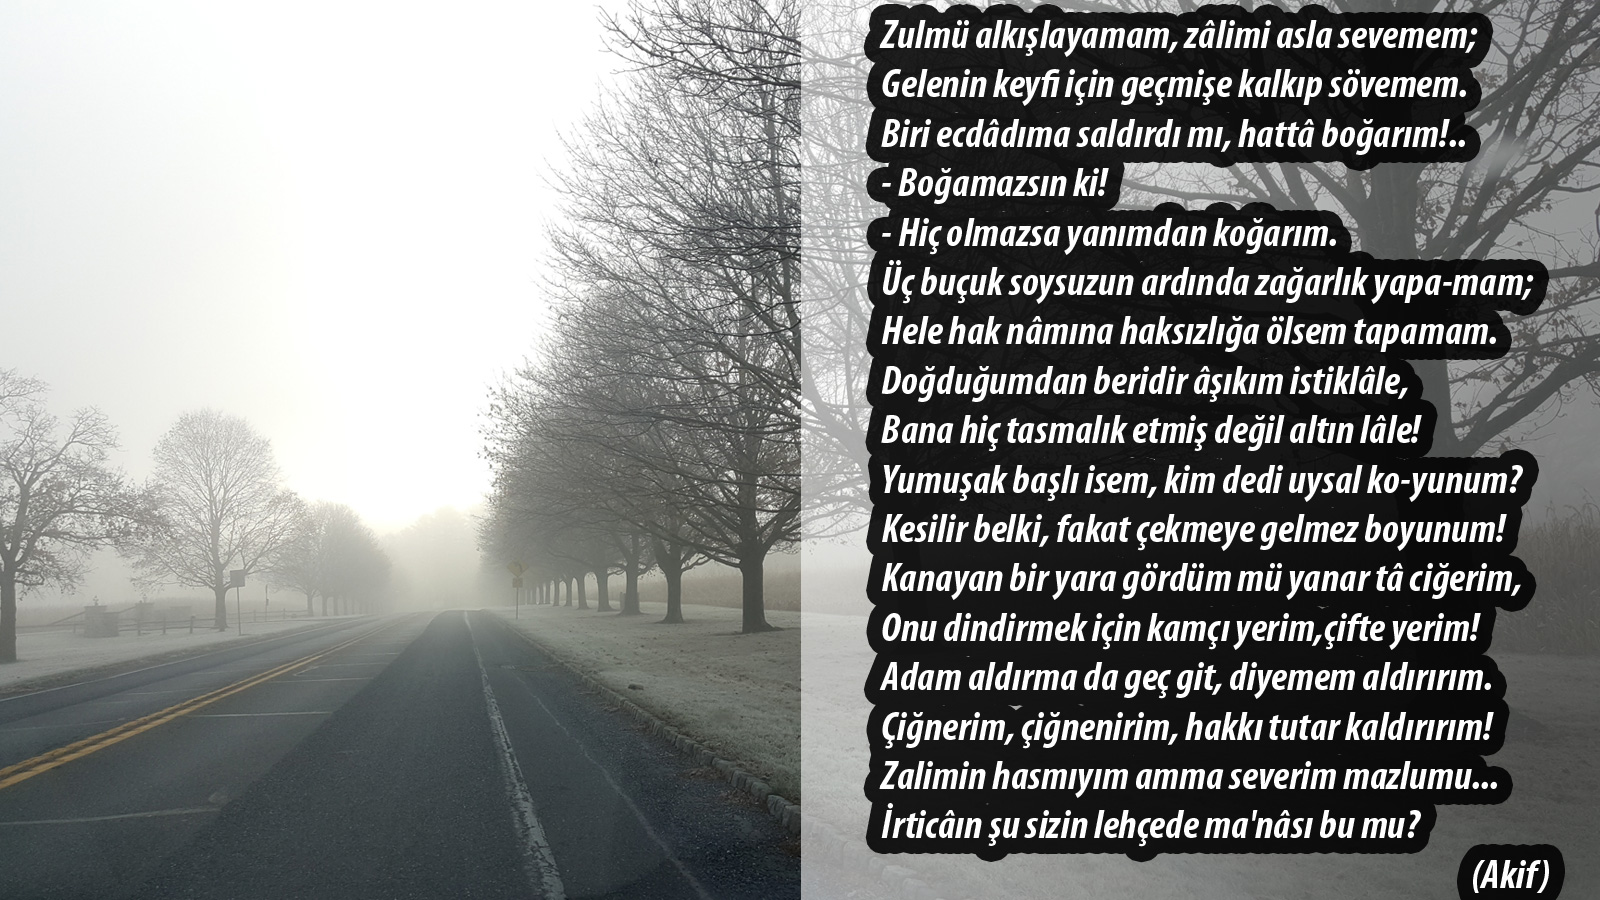 Zulmü alkışlayamam, zâlimi asla sevemem;
Gelenin keyfi için geçmişe kalkıp sövemem.
Biri ecdâdıma saldırdı mı, hattâ boğarım!..
- Boğamazsın ki!
- Hiç olmazsa yanımdan koğarım.
Üç buçuk soysuzun ardında zağarlık yapa-mam;
Hele hak nâmına haksızlığa ölsem tapamam.
Doğduğumdan beridir âşıkım istiklâle,
Bana hiç tasmalık etmiş değil altın lâle!
Yumuşak başlı isem, kim dedi uysal ko-yunum?
Kesilir belki, fakat çekmeye gelmez boyunum!
Kanayan bir yara gördüm mü yanar tâ ciğerim,
Onu dindirmek için kamçı yerim,çifte yerim!
Adam aldırma da geç git, diyemem aldırırım.
Çiğnerim, çiğnenirim, hakkı tutar kaldırırım!
Zalimin hasmıyım amma severim mazlumu...
İrticâın şu sizin lehçede ma'nâsı bu mu?
(Akif)